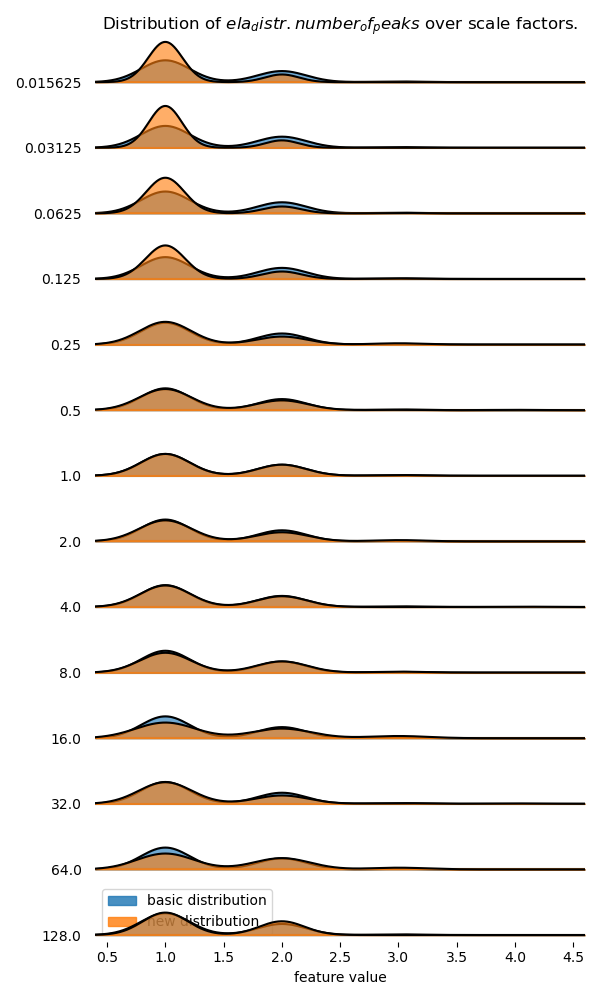 Distribution of ela_distr.number_of_peaks over scale factors.
0.015625
0.03125
0.0625
0.125
0.25
0.5
1.0
2.0
4.0
8.0
16.0
32.0
64.0
basic distribution
new distribution
128.0
0.5 1.0 1.5 2.0 2.5 3.0 3.5 4.0 4.5
feature value